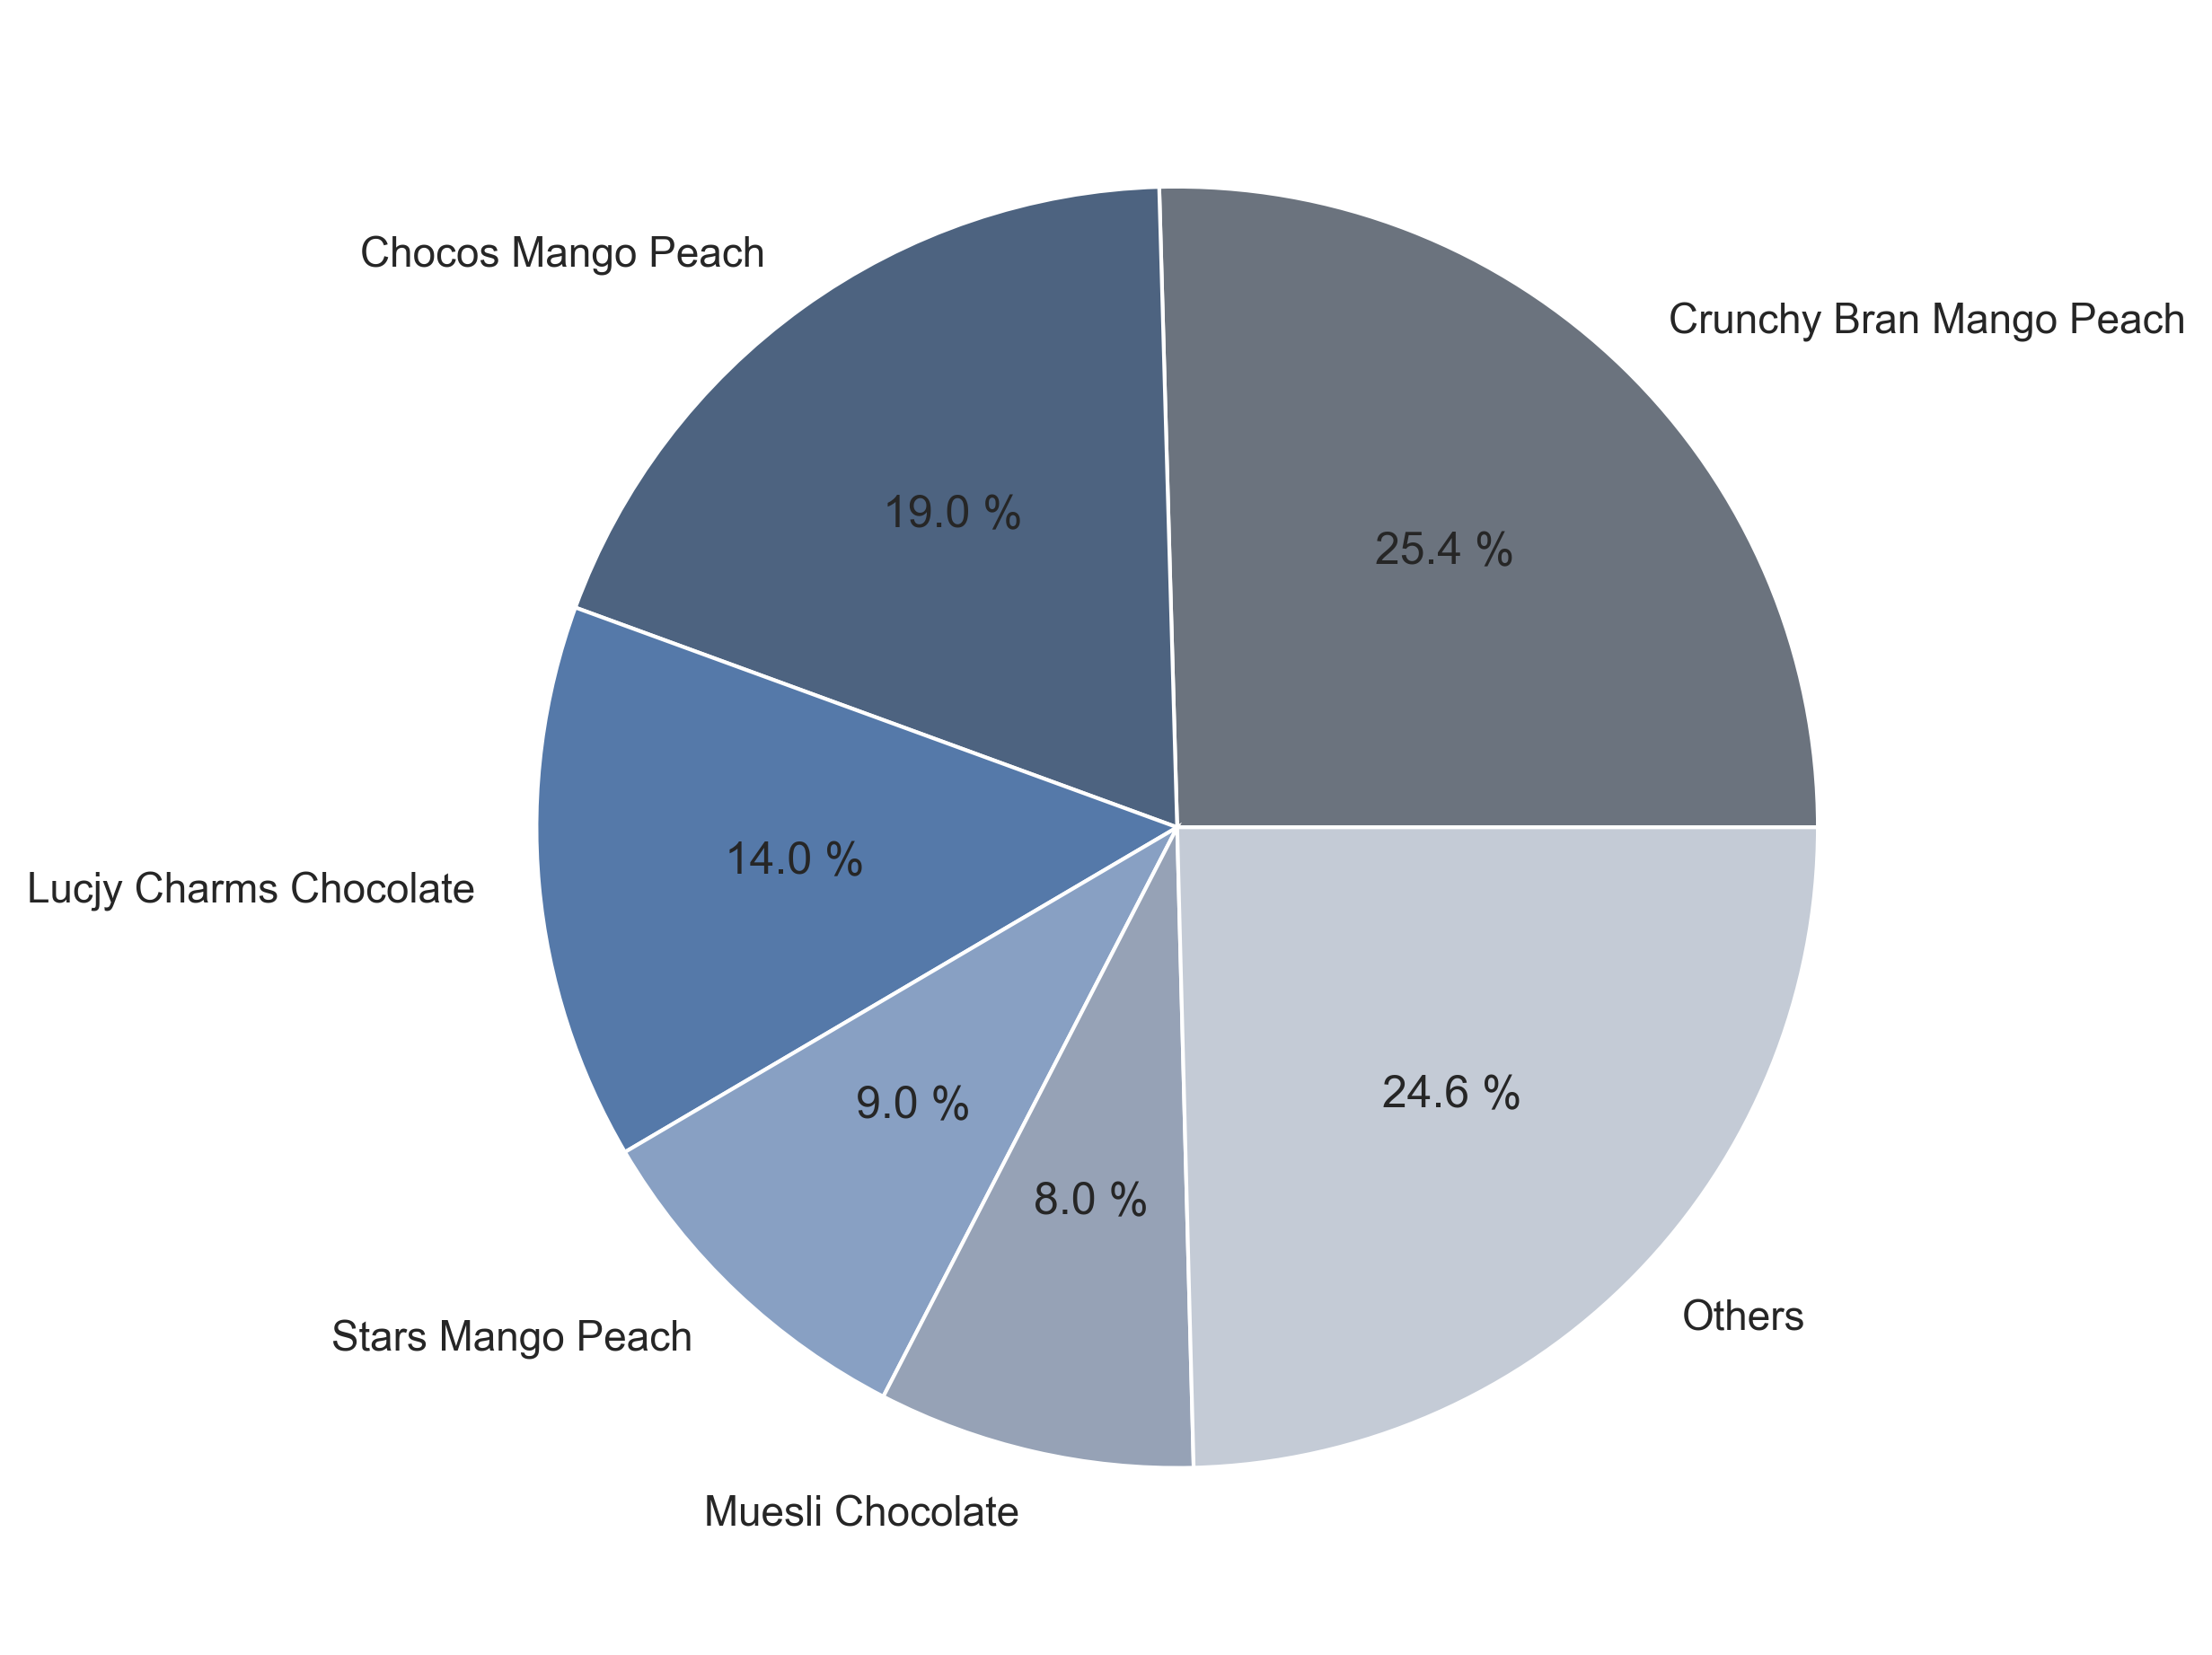 Chocos Mango Peach
Crunchy Bran Mango Peach
19.0 %
25.4 %
14.0 %
Lucjy Charms Chocolate
9.0 %
24.6 %
8.0 %
Others
Stars Mango Peach
Muesli Chocolate